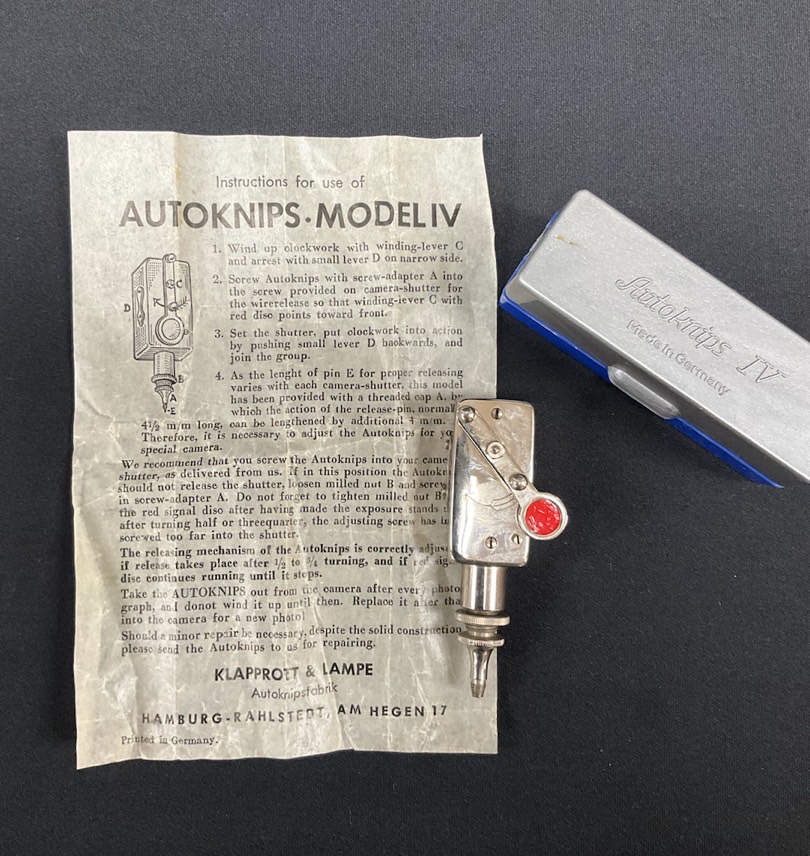 Instructions for use of
AUTOKNIPS·MODEL IV
1. Wind up clockwork with winding-lever C
and arrest with small lever D on narrow side.
2. Screw Autoknips with screw-adapter A into
the screw provided on camera-shutter for
the wirerelease so that winding-lever C with
red disc points toward front.
3. Set the shutter, put clockwork into action
by pushing small lever D backwards, and
join the group.
4. As the lenght of pin E for proper releasing
varies with each camera-shutter, this model
has been provided with a threaded cap A, by
which the action of the release-pin, normal
4½ m/m long, can be lengthened by additional 4 m/m.
Therefore, it is necessary to adjust the Autoknips for yo
special camera.
We recommend that you screw the Autoknips into your came
shutter, as delivered from us. If in this position the Autok
should not release the shutter, loosen milled nut B and screw
in screw-adapter A. Do not forget to tighten milled nut B
the red signal disc after having made the exposure stands
after turning half or threequarter, the adjusting screw has
screwed too far into the shutter.
The releasing mechanism of the Autoknips is correctly adjus
if release takes place after ½ to ¾ turning, and if red sig
disc continues running until it stops.
Take the AUTOKNIPS out from the camera after every photo
graph, and donot wind it up until then. Replace it after tha
into the camera for a new photo!
Should a minor repair be necessary, despite the solid construction
please send the Autoknips to us for repairing.
KLAPPROTT & LAMPE
Autoknipsfabrik
HAMBURG-RAHLSTEDT, AM HEGEN 17
Printed in Germany.
C
D
B
A
E
Autoknips IV
Made in Germany